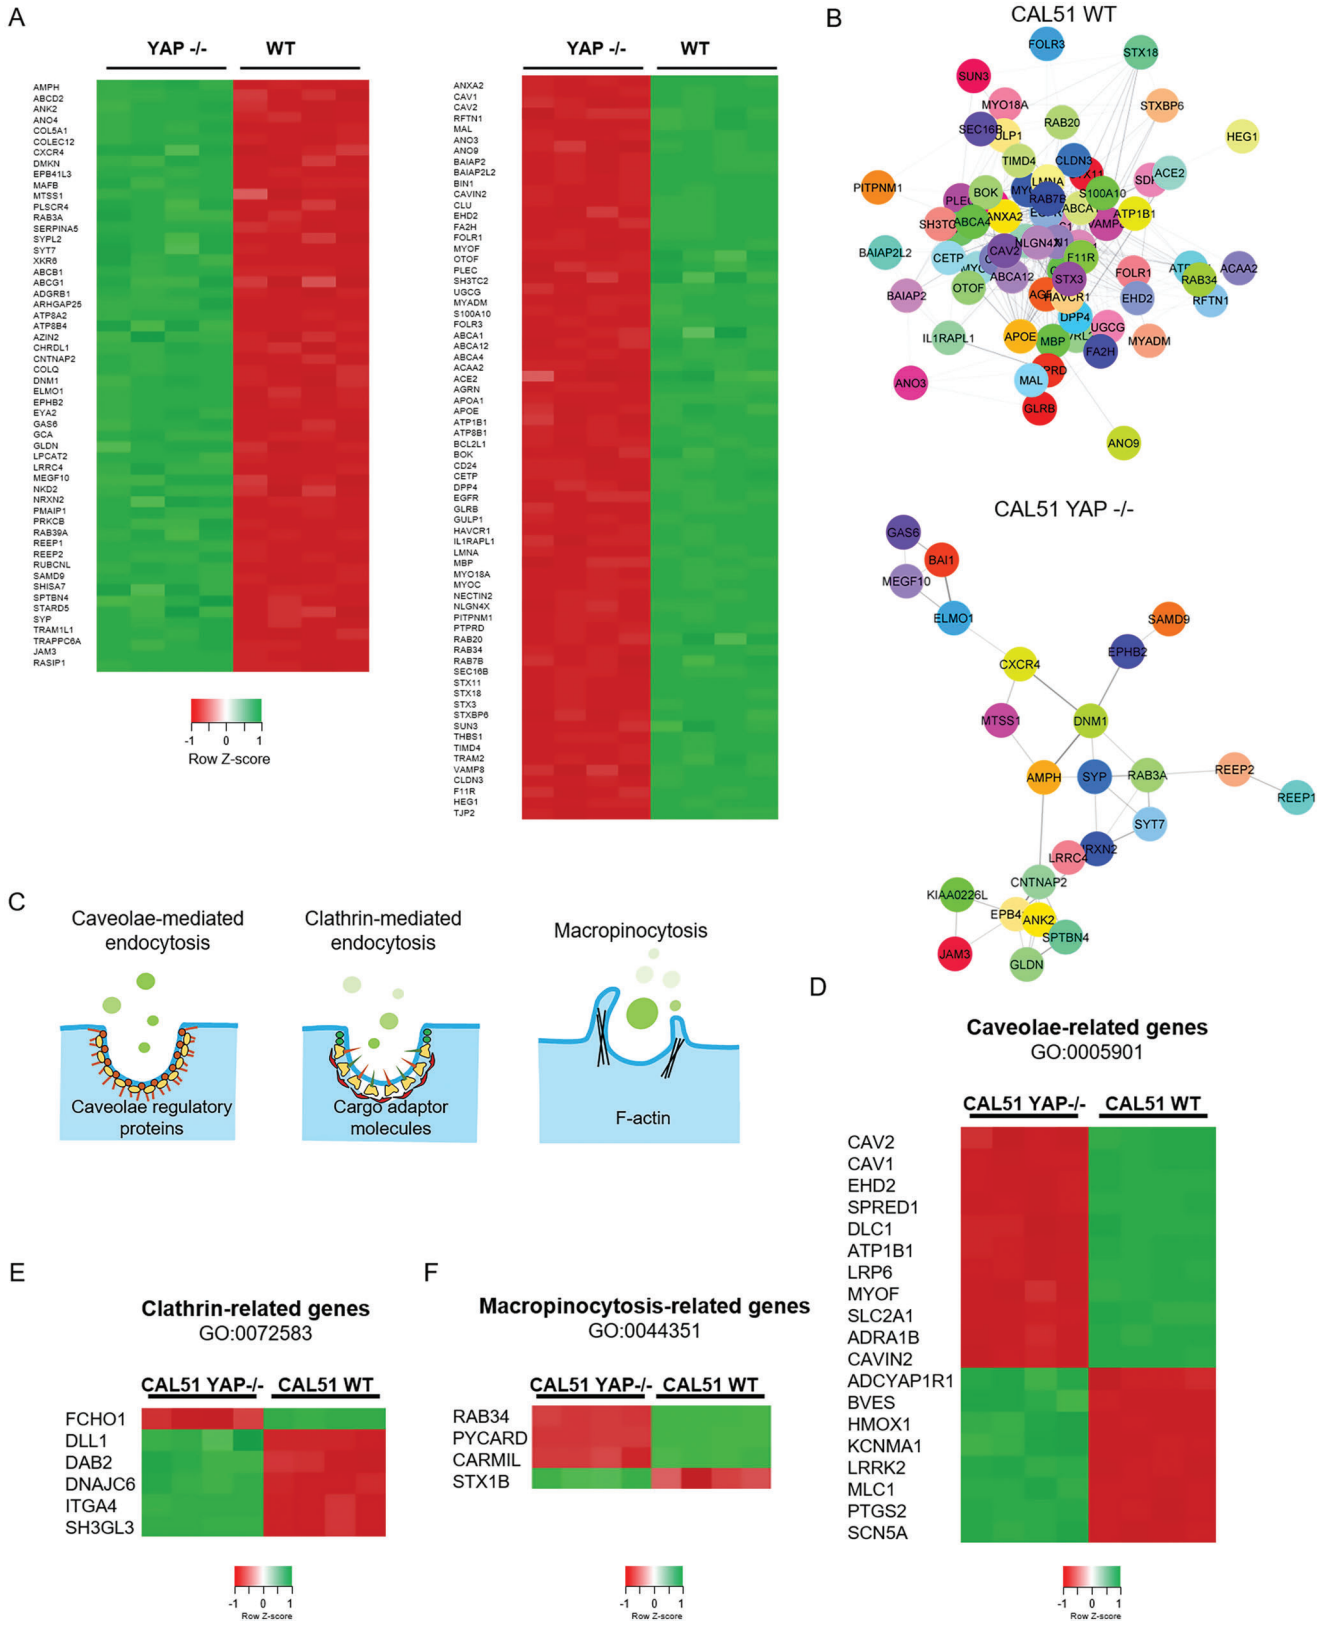 A
YAP -/-
WT
AMPH
ABCD2
ANK2
ANO4
COL5A1
COLEC12
CXCR4
DMKN
EPB41L3
MAFB
MTSS1
PLSCR4
RAB3A
SERPINA5
SYPL2
SYT7
XKR6
ABCB1
ABCG1
ADGRB1
ARHGAP25
ATP8A2
ATP8B4
AZIN2
CHRDL1
CNTNAP2
COLQ
DNM1
ELMO1
EPHB2
EYA2
GAS6
GCA
GLDN
LPCAT2
LRRC4
MEGF10
NKD2
NRXN2
PMAIP1
PRKCB
RAB39A
REEP1
REEP2
RUBCNL
SAMD9
SHISA7
SPTBN4
STARD5
SYP
TRAM1L1
TRAPPC6A
JAM3
RASIP1
-1
0
1
Row Z-score
YAP -/-
WT
ANXA2
CAV1
CAV2
RFTN1
MAL
ANO3
ANO9
BAIAP2
BAIAP2L2
BIN1
CAVIN2
CLU
EHD2
FA2H
FOLR1
MYOF
OTOF
PLEC
SH3TC2
UGCG
MYADM
S100A10
FOLR3
ABCA1
ABCA12
ABCA4
ACAA2
ACE2
AGRN
APOA1
APOE
ATP1B1
ATP8B1
BCL2L1
BOK
CD24
CETP
DPP4
EGFR
GLRB
GULP1
HAVCR1
IL1RAPL1
LMNA
MBP
MYO18A
MYOC
NECTIN2
NLGN4X
PITPNM1
PTPRD
RAB20
RAB34
RAB7B
SEC16B
STX11
STX18
STX3
STXBP6
SUN3
THBS1
TIMD4
TRAM2
VAMP8
CLDN3
F11R
HEG1
TJP2
B
CAL51 WT
FOLR3
STX18
SUN3
MYO18A
STXBP6
SEC16B
ULP1
RAB20
HEG1
TIMD4
CLDN3
PITPNM1
BOK
LMNA
S100A10
ACE2
RAB7B
ABCA
ATP1B1
ANXA2
ABCA4
BAIAP2L2
CETP
CAV2
NLGN4X
F11R
ABCA12
STX3
FOLR1
RAB34
ACAA2
BAIAP2
OTOF
HAVCR1
EHD2
RFTN1
IL1RAPL1
APOE
DPP4
UGCG
MBP
FA2H
MYADM
ANO3
MAL
PRD
GLRB
ANO9
CAL51 YAP -/-
GAS6
BAI1
MEGF10
ELMO1
SAMD9
EPHB2
CXCR4
MTSS1
DNM1
AMPH
SYP
RAB3A
REEP2
REEP1
SYT7
LRRC4
RXN2
CNTNAP2
KIAA0226L
EPB4
ANK2
SPTBN4
JAM3
GLDN
C
Caveolae-mediated
endocytosis
Caveolae regulatory
proteins
Clathrin-mediated
endocytosis
Cargo adaptor
molecules
Macropinocytosis
F-actin
D
Caveolae-related genes
GO:0005901
CAL51 YAP-/-
CAL51 WT
CAV2
CAV1
EHD2
SPRED1
DLC1
ATP1B1
LRP6
MYOF
SLC2A1
ADRA1B
CAVIN2
ADCYAP1R1
BVES
HMOX1
KCNMA1
LRRK2
MLC1
PTGS2
SCN5A
-1
0
1
Row Z-score
E
Clathrin-related genes
GO:0072583
CAL51 YAP-/-
CAL51 WT
FCHO1
DLL1
DAB2
DNAJC6
ITGA4
SH3GL3
-1
0
1
Row Z-score
F
Macropinocytosis-related genes
GO:0044351
CAL51 YAP-/-
CAL51 WT
RAB34
PYCARD
CARMIL
STX1B
-1
0
1
Row Z-score